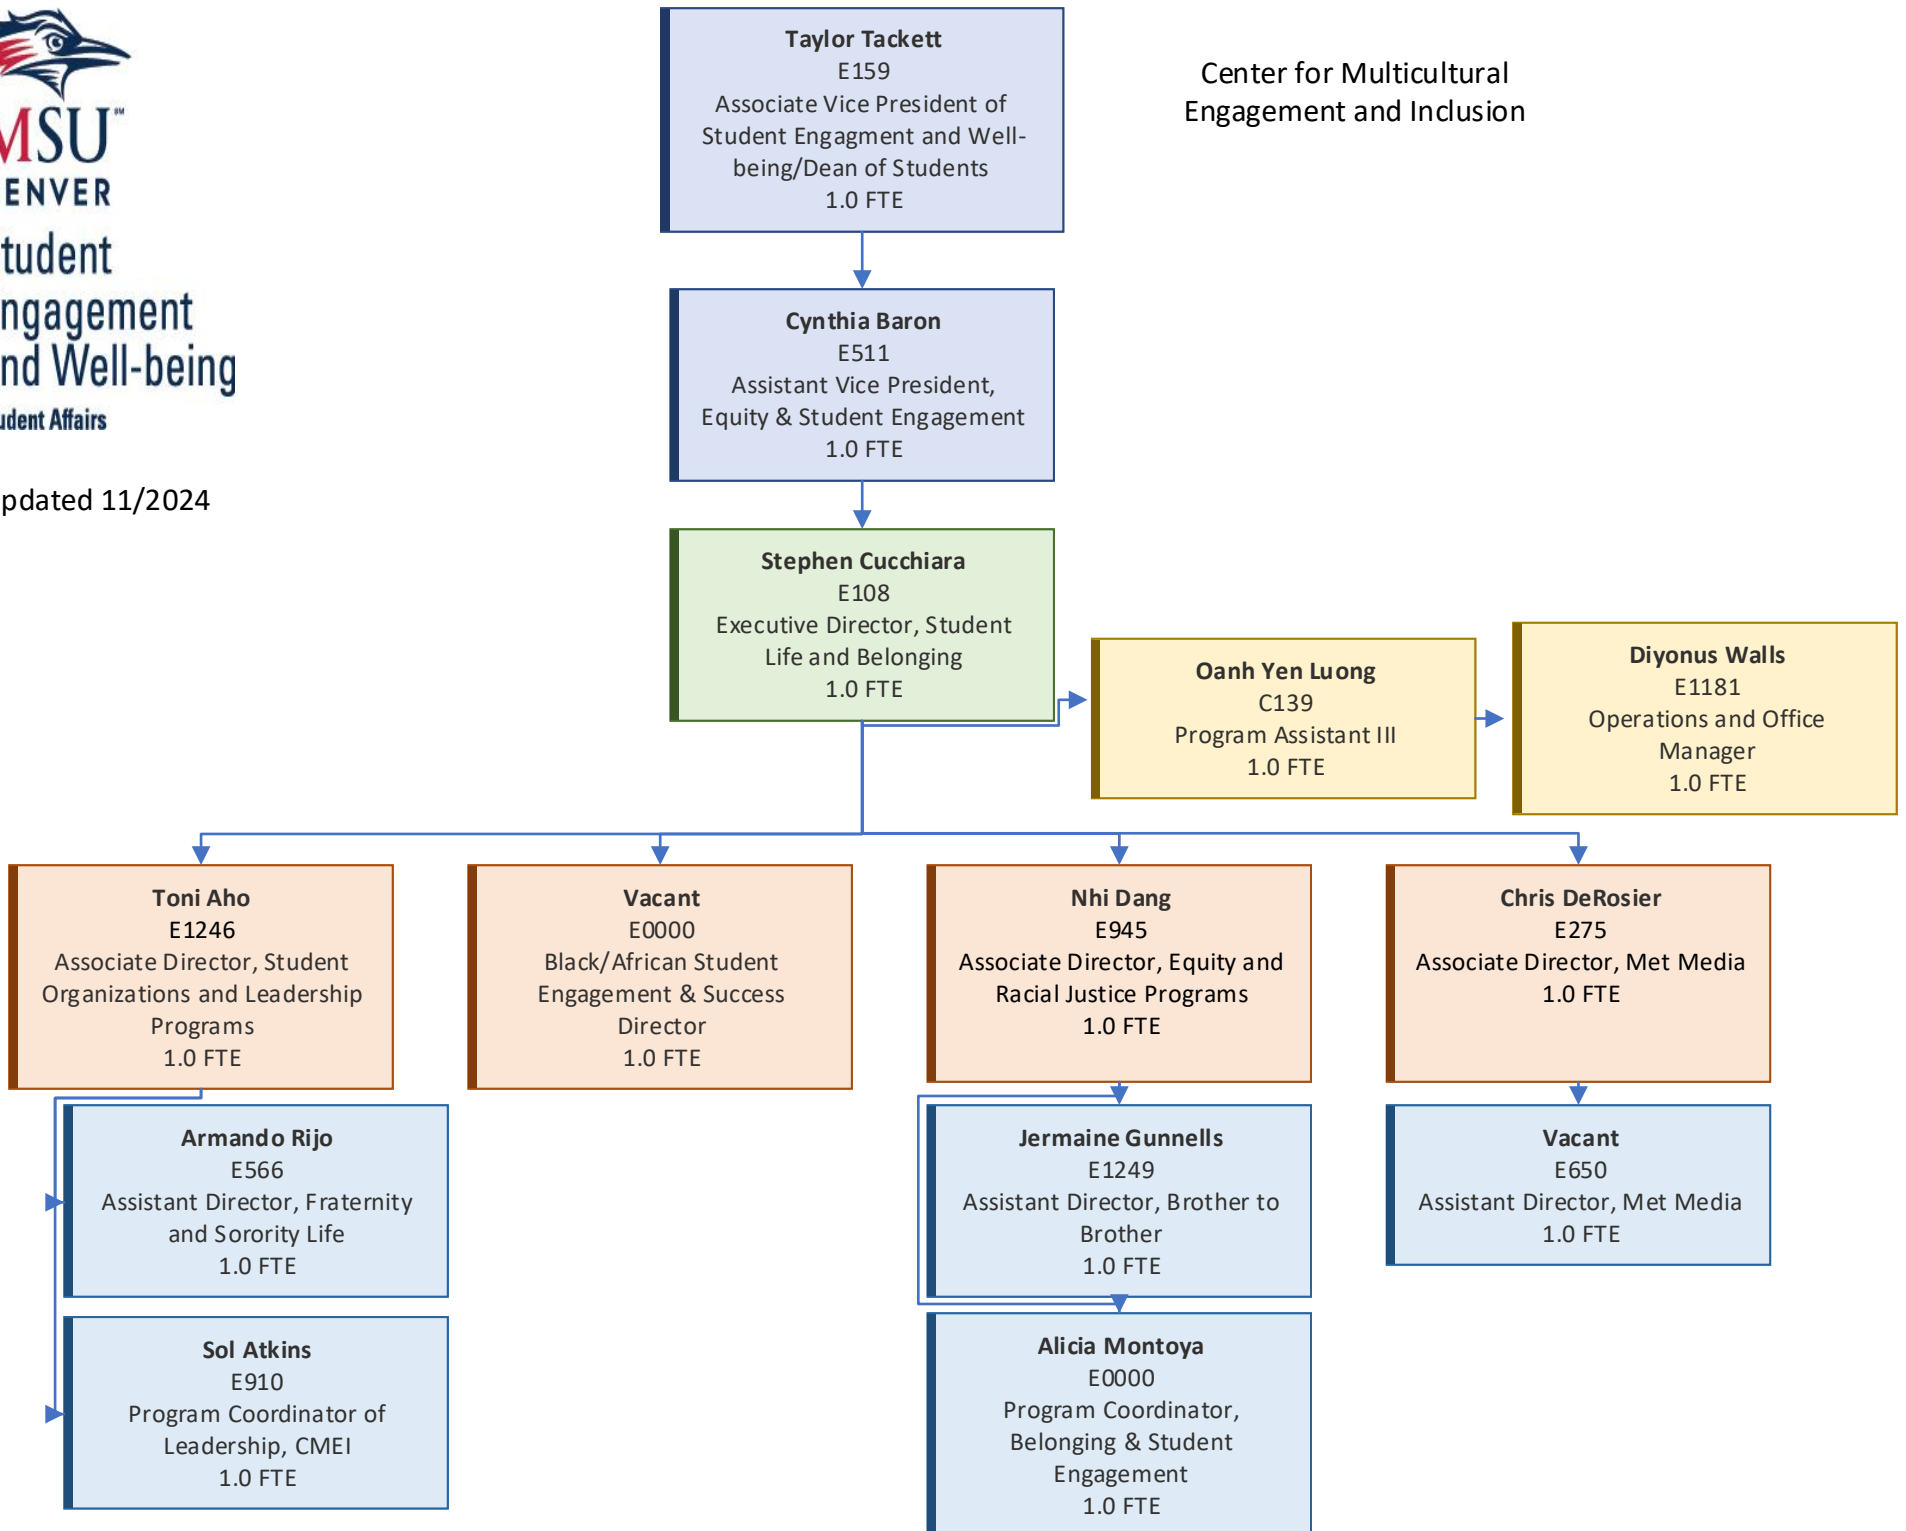 MSU
ENVER
tudent
ngagement
nd Well-being
udent Affairs
pdated 11/2024
Center for Multicultural
Engagement and Inclusion
Taylor Tackett
E159
Associate Vice President of
Student Engagment and Well-
being/Dean of Students
1.0 FTE
Cynthia Baron
E511
Assistant Vice President,
Equity & Student Engagement
1.0 FTE
Stephen Cucchiara
E108
Executive Director, Student
Life and Belonging
1.0 FTE
Oanh Yen Luong
C139
Program Assistant III
1.0 FTE
Diyonus Walls
E1181
Operations and Office
Manager
1.0 FTE
Toni Aho
E1246
Associate Director, Student
Organizations and Leadership
Programs
1.0 FTE
Vacant
E0000
Black/African Student
Engagement & Success
Director
1.0 FTE
Nhi Dang
E945
Associate Director, Equity and
Racial Justice Programs
1.0 FTE
Chris DeRosier
E275
Associate Director, Met Media
1.0 FTE
Armando Rijo
E566
Assistant Director, Fraternity
and Sorority Life
1.0 FTE
Jermaine Gunnells
E1249
Assistant Director, Brother to
Brother
1.0 FTE
Vacant
E650
Assistant Director, Met Media
1.0 FTE
Sol Atkins
E910
Program Coordinator of
Leadership, CMEI
1.0 FTE
Alicia Montoya
E0000
Program Coordinator,
Belonging & Student
Engagement
1.0 FTE